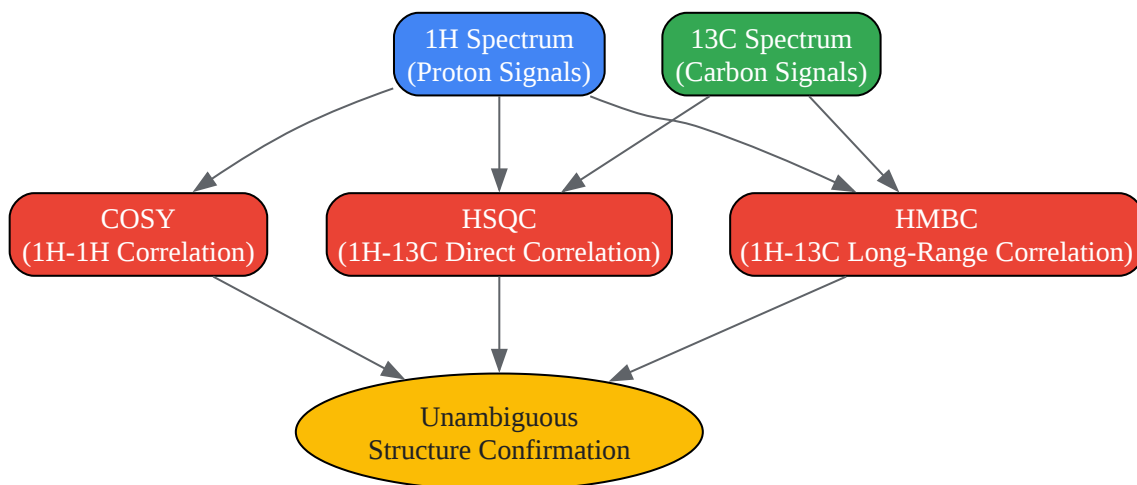 1H Spectrum
(Proton Signals)
13C Spectrum
(Carbon Signals)
COSY
(1H-1H Correlation)
HSQC
(1H-13C Direct Correlation)
HMBC
(1H-13C Long-Range Correlation)
Unambiguous
Structure Confirmation